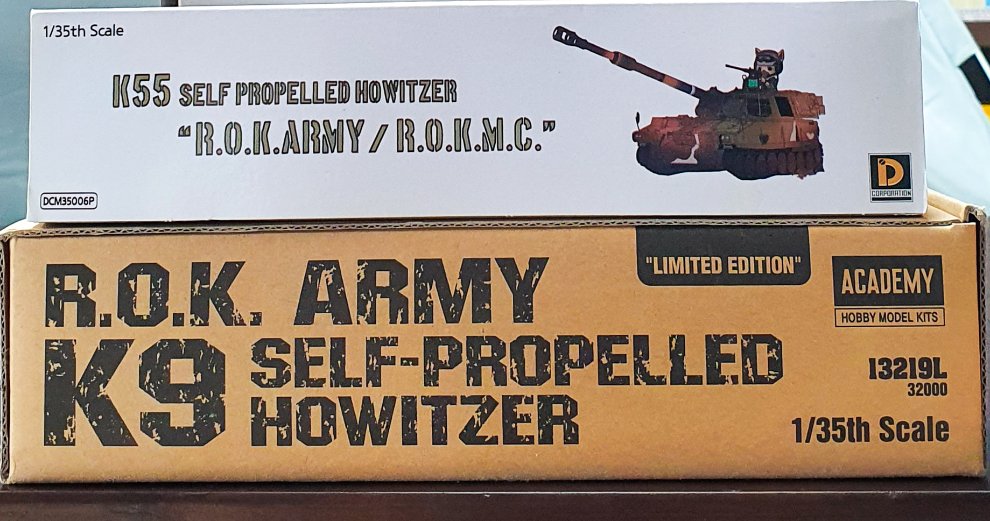 1/35th Scale
K55 SELF PROPELLED HOWITZER
"R.O.K.ARMY / R.O.K.M.C."
DCM35006P
D
CORPORATION
"LIMITED EDITION"
R.O.K. ARMY
K9 SELF-PROPELLED
HOWITZER
ACADEMY
HOBBY MODEL KITS
13219L
32000
1/35th Scale